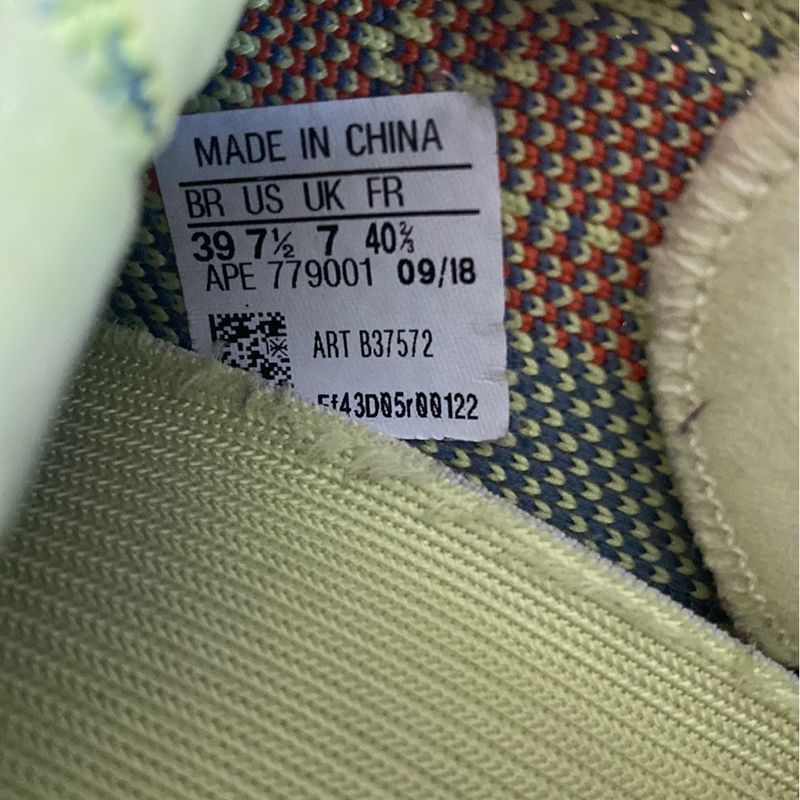 MADE IN CHINA
BR US UK FR
39 7½ 7 40⅔
APE 779001 09/18
ART B37572
Ef43D05r00122